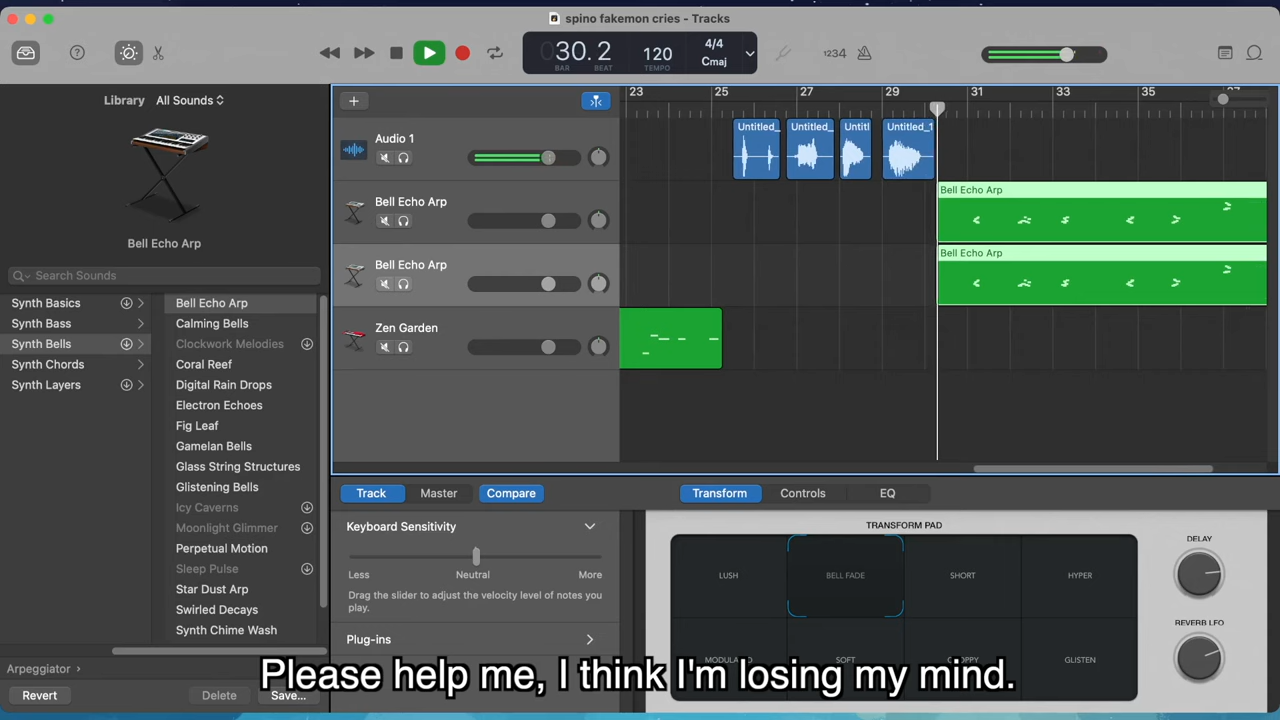 spino fakemon cries - Tracks
30.2
BAR
BEAT
120
TEMPO
4/4
Cmaj
1234
Library
All Sounds
Bell Echo Arp
Search Sounds
Synth Basics
Synth Bass
Synth Bells
Synth Chords
Synth Layers
Bell Echo Arp
Calming Bells
Clockwork Melodies
Coral Reef
Digital Rain Drops
Electron Echoes
Fig Leaf
Gamelan Bells
Glass String Structures
Glistening Bells
Icy Caverns
Moonlight Glimmer
Perpetual Motion
Sleep Pulse
Star Dust Arp
Swirled Decays
Synth Chime Wash
Arpeggiator
Revert
Delete
Save...
23
25
27
29
31
33
35
Audio 1
Untitled_
Untitled_
Untitl
Untitled_1
Bell Echo Arp
Bell Echo Arp
Bell Echo Arp
Bell Echo Arp
Zen Garden
Track
Master
Compare
Keyboard Sensitivity
Less
Neutral
More
Drag the slider to adjust the velocity level of notes you
play.
Plug-ins
Transform
Controls
EQ
TRANSFORM PAD
LUSH
BELL FADE
SHORT
HYPER
SOFT
GLISTEN
DELAY
REVERB LFO
Please help me, I think I'm losing my mind.